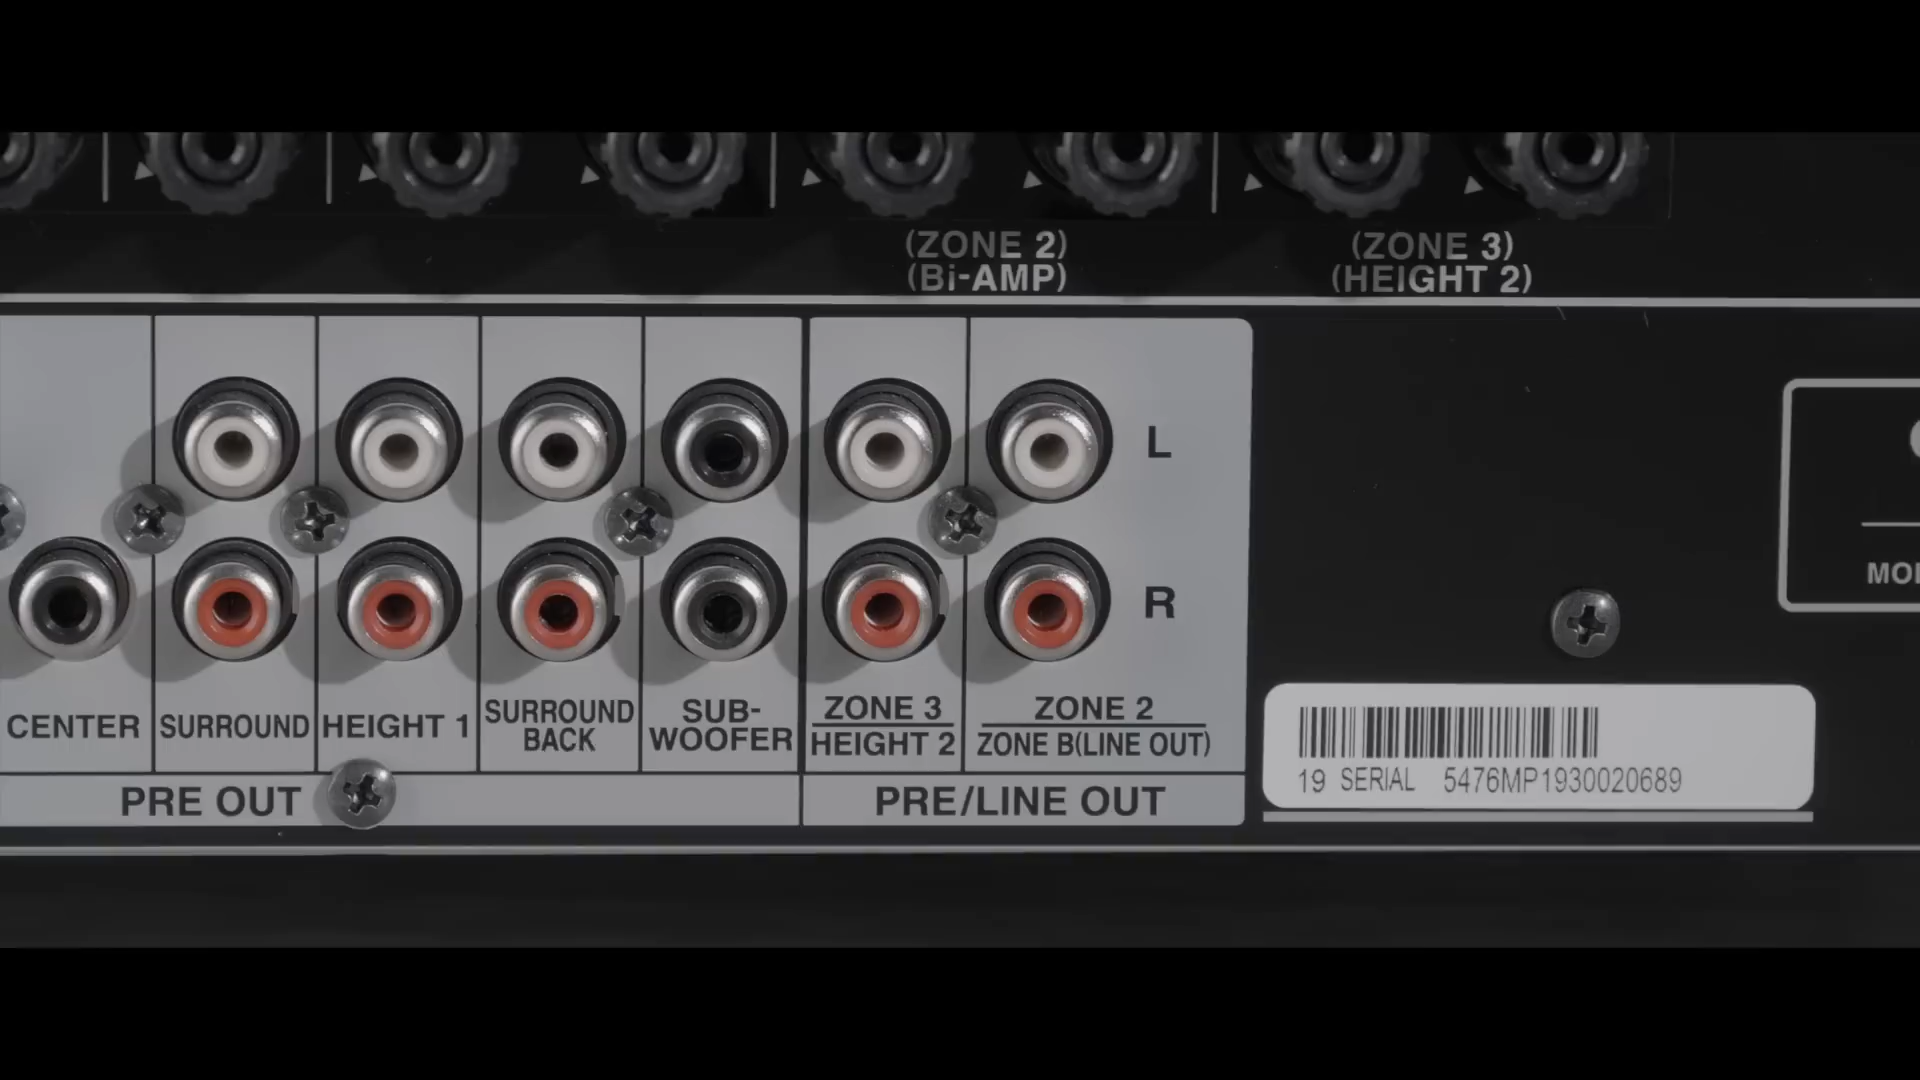 (ZONE 2)
(Bi-AMP)
(ZONE 3)
(HEIGHT 2)
L
R
CENTER
SURROUND
HEIGHT 1
SURROUND
BACK
SUB-
WOOFER
ZONE 3
HEIGHT 2
ZONE 2
ZONE B(LINE OUT)
PRE OUT
PRE/LINE OUT
19 SERIAL 5476MP1930020689